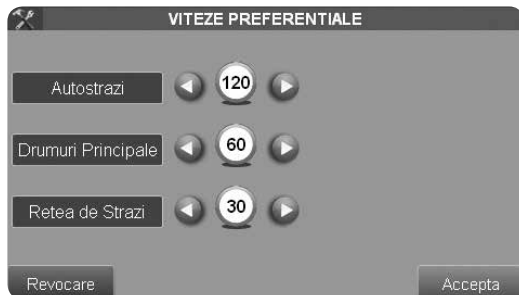 VITEZE PREFERENTIALE
Autostrazi 120
Drumuri Principale 60
Retea de Strazi 30
Revocare Accepta